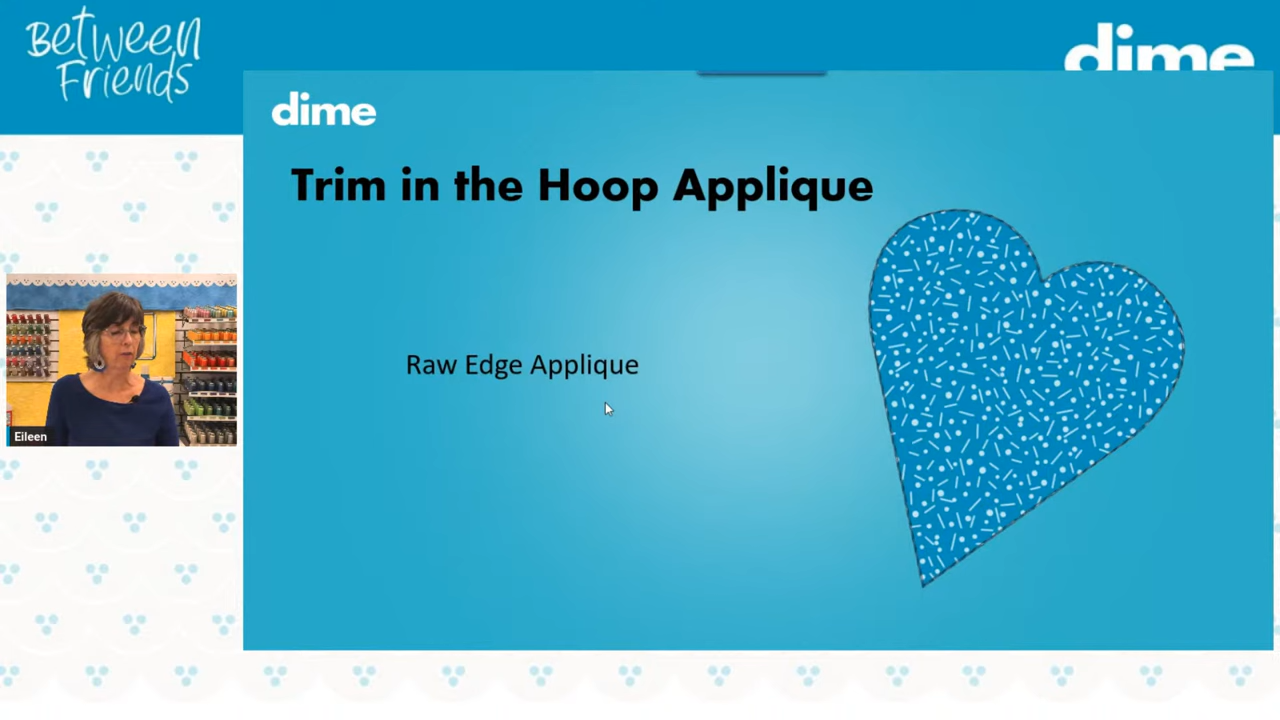 Between
Friends
dime
dime
Trim in the Hoop Applique
Raw Edge Applique
Eileen